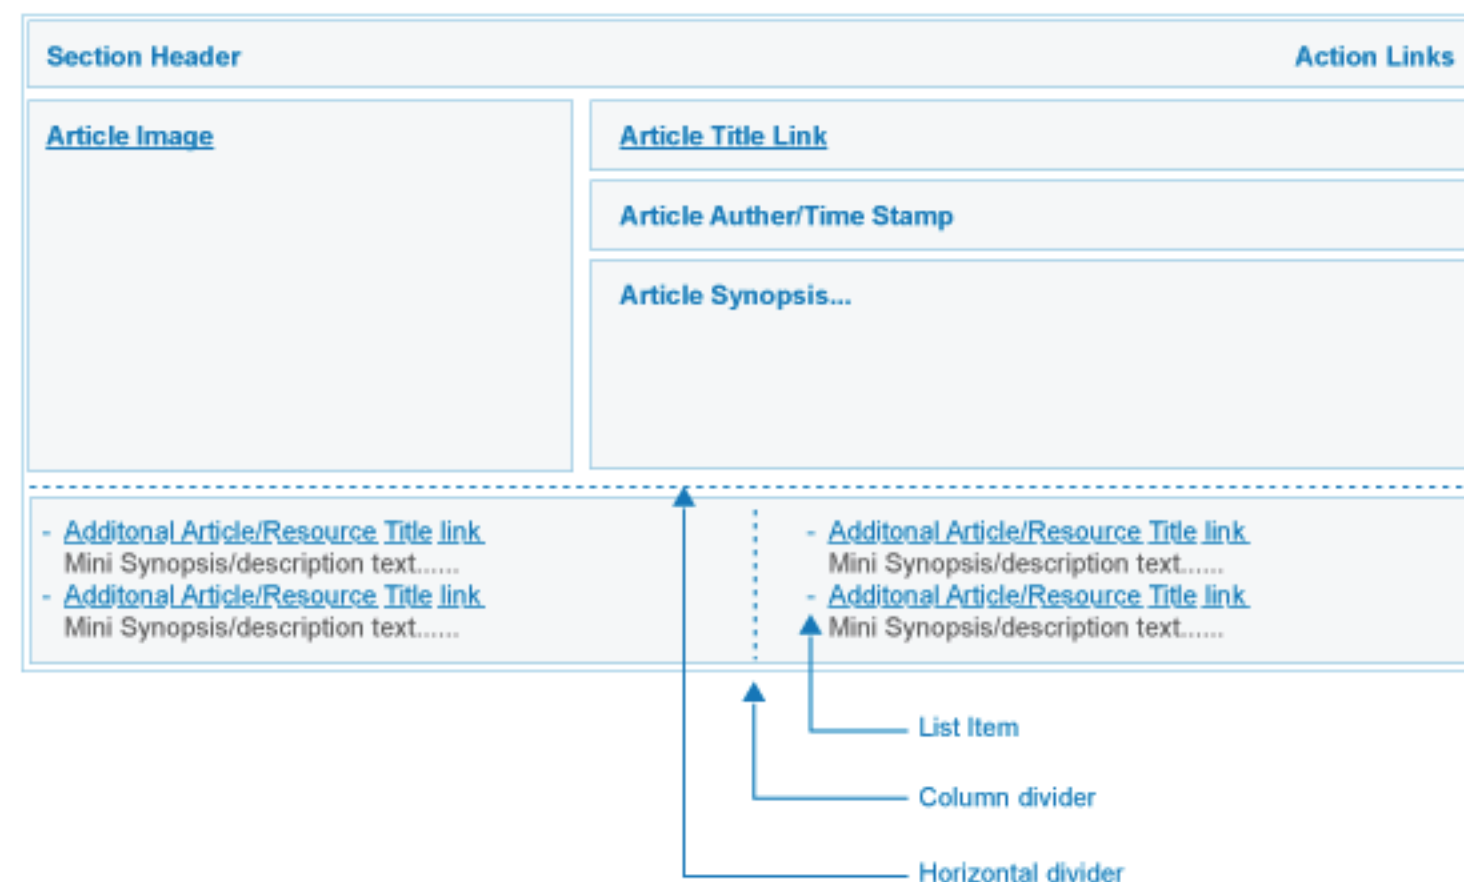 Section Header Action Links
Article Image
Article Title Link
Article Auther/Time Stamp
Article Synopsis...
- Additonal Article/Resource Title link
Mini Synopsis/description text......
- Additonal Article/Resource Title link
Mini Synopsis/description text......
- Additonal Article/Resource Title link
Mini Synopsis/description text......
- Additonal Article/Resource Title link
Mini Synopsis/description text......
List Item
Column divider
Horizontal divider